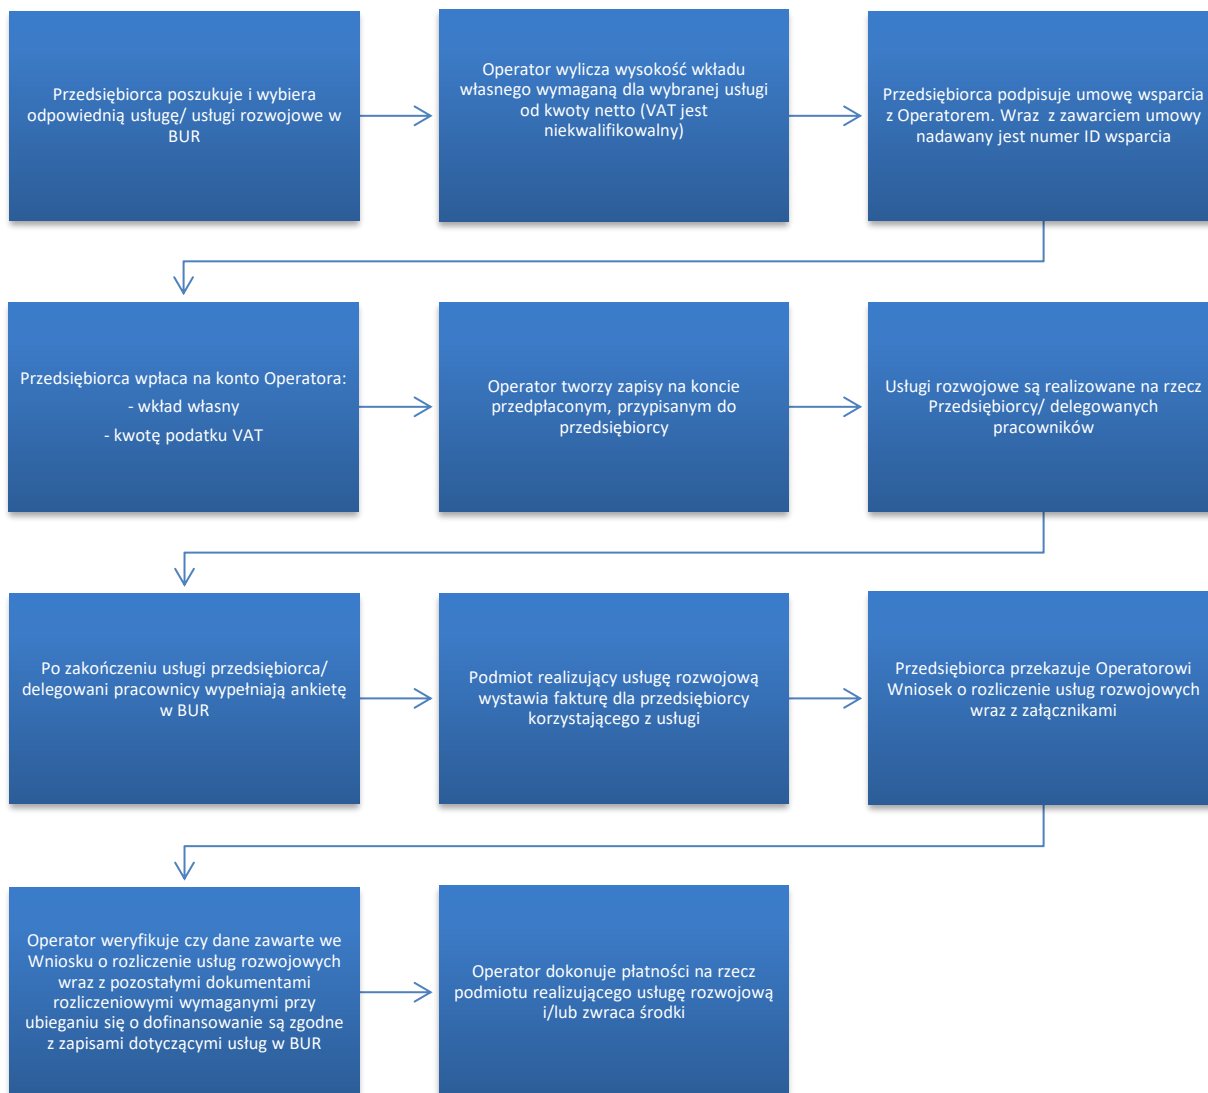 Przedsiębiorca poszukuje i wybiera
odpowiednią usługę/ usługi rozwojowe w
BUR
Operator wylicza wysokość wkładu
własnego wymaganą dla wybranej usługi
od kwoty netto (VAT jest
niekwalifikowalny)
Przedsiębiorca podpisuje umowę wsparcia
z Operatorem. Wraz z zawarciem umowy
nadawany jest numer ID wsparcia
Przedsiębiorca wpłaca na konto Operatora:
- wkład własny
- kwotę podatku VAT
Operator tworzy zapisy na koncie
przedpłaconym, przypisanym do
przedsiębiorcy
Usługi rozwojowe są realizowane na rzecz
Przedsiębiorcy/ delegowanych
pracowników
Po zakończeniu usługi przedsiębiorca/
delegowani pracownicy wypełniają ankietę
w BUR
Podmiot realizujący usługę rozwojową
wystawia fakturę dla przedsiębiorcy
korzystającego z usługi
Przedsiębiorca przekazuje Operatorowi
Wniosek o rozliczenie usług rozwojowych
wraz z załącznikami
Operator weryfikuje czy dane zawarte we
Wniosku o rozliczenie usług rozwojowych
wraz z pozostałymi dokumentami
rozliczeniowymi wymaganymi przy
ubieganiu się o dofinansowanie są zgodne
z zapisami dotyczącymi usług w BUR
Operator dokonuje płatności na rzecz
podmiotu realizującego usługę rozwojową
i/lub zwraca środki